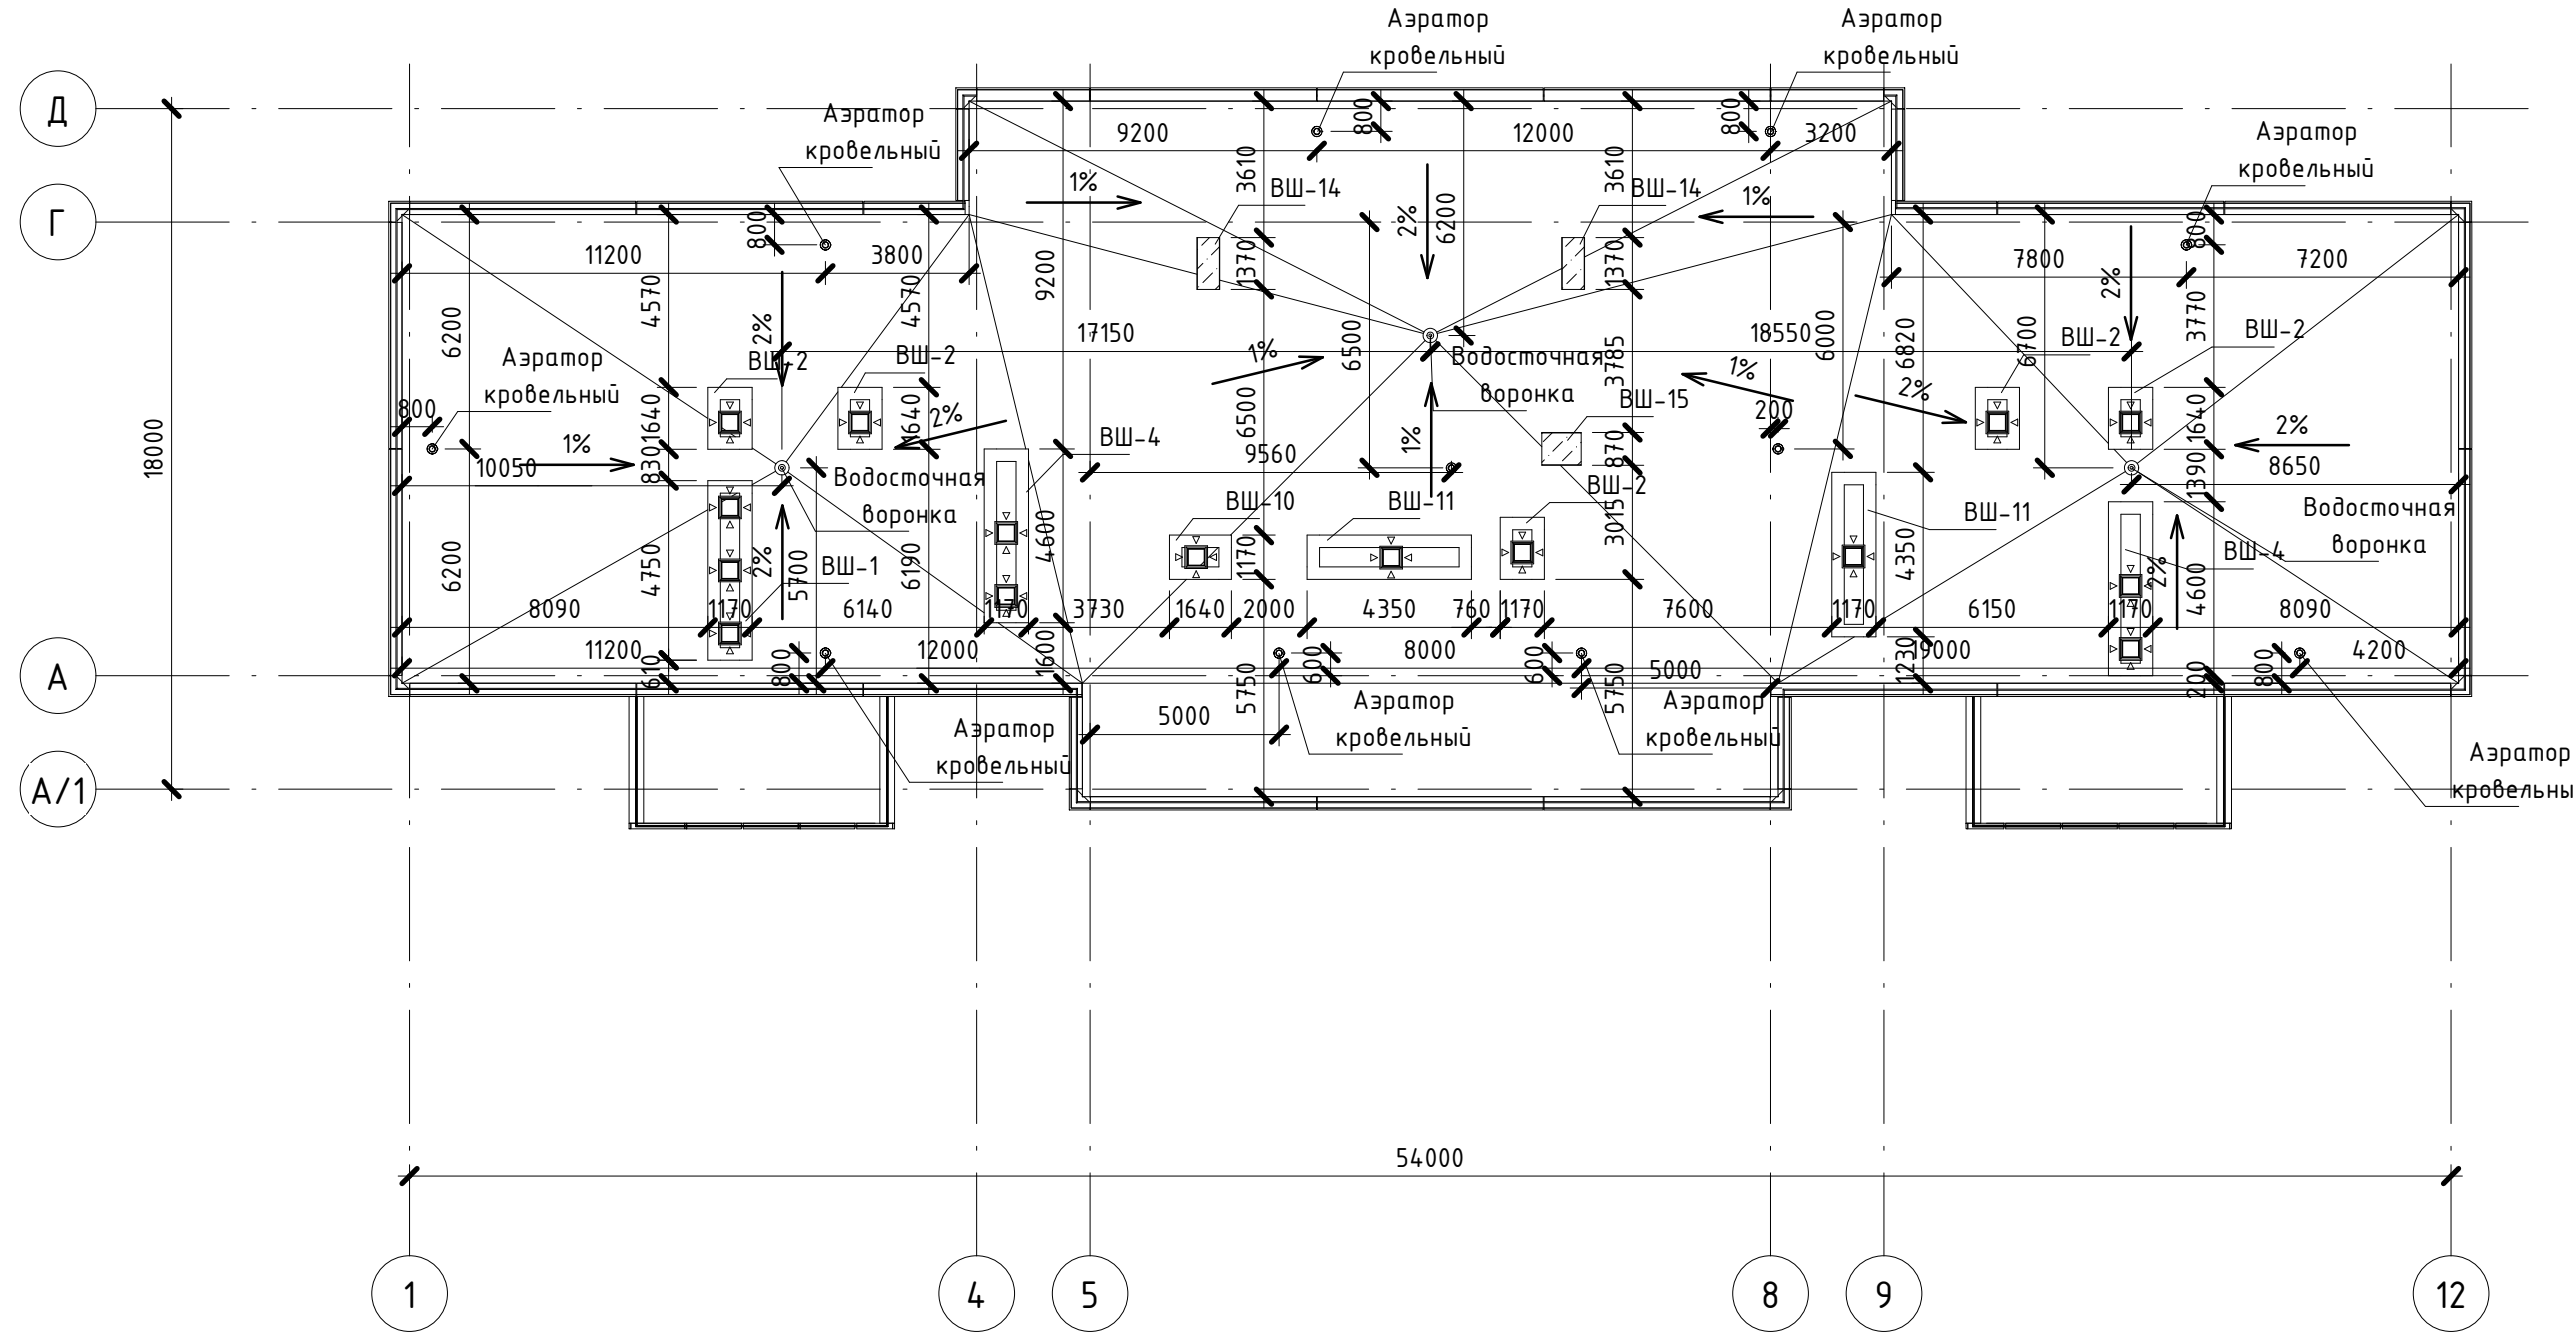 Аэратор
кровельный
Аэратор
кровельный
Аэратор
кровельный
Аэратор
кровельный
Д
Г
А
А/1
18000
9200
800
12000
800
3200
3610
3610
ВШ-14
ВШ-14
1%
1%
2%
6200
800
800
11200
3800
7800
7200
4570
4570
9200
1370
1370
2%
3770
6200
2%
17150
6500
18550
6000
6820
6700
ВШ-2
ВШ-2
Аэратор
кровельный
ВШ-2
ВШ-2
1%
Водосточная
воронка
3785
1%
2%
800
1640
1640
2%
ВШ-4
6500
1%
ВШ-15
200
1640
2%
1%
10050
830
9560
870
8650
1390
Водосточная
воронка
ВШ-10
ВШ-11
ВШ-2
ВШ-11
Водосточная
воронка
6200
4750
2%
5700
ВШ-1
6190
4600
1170
3015
4350
2%
4600
ВШ-4
8090
1170
6140
1170
3730
1640
2000
4350
760
1170
7600
1170
6150
1170
8090
11200
610
800
12000
1600
5750
600
8000
600
5750
5000
1230
19000
200
800
4200
5000
Аэратор
кровельный
Аэратор
кровельный
Аэратор
кровельный
Аэратор
кровельны
54000
1
4
5
8
9
12